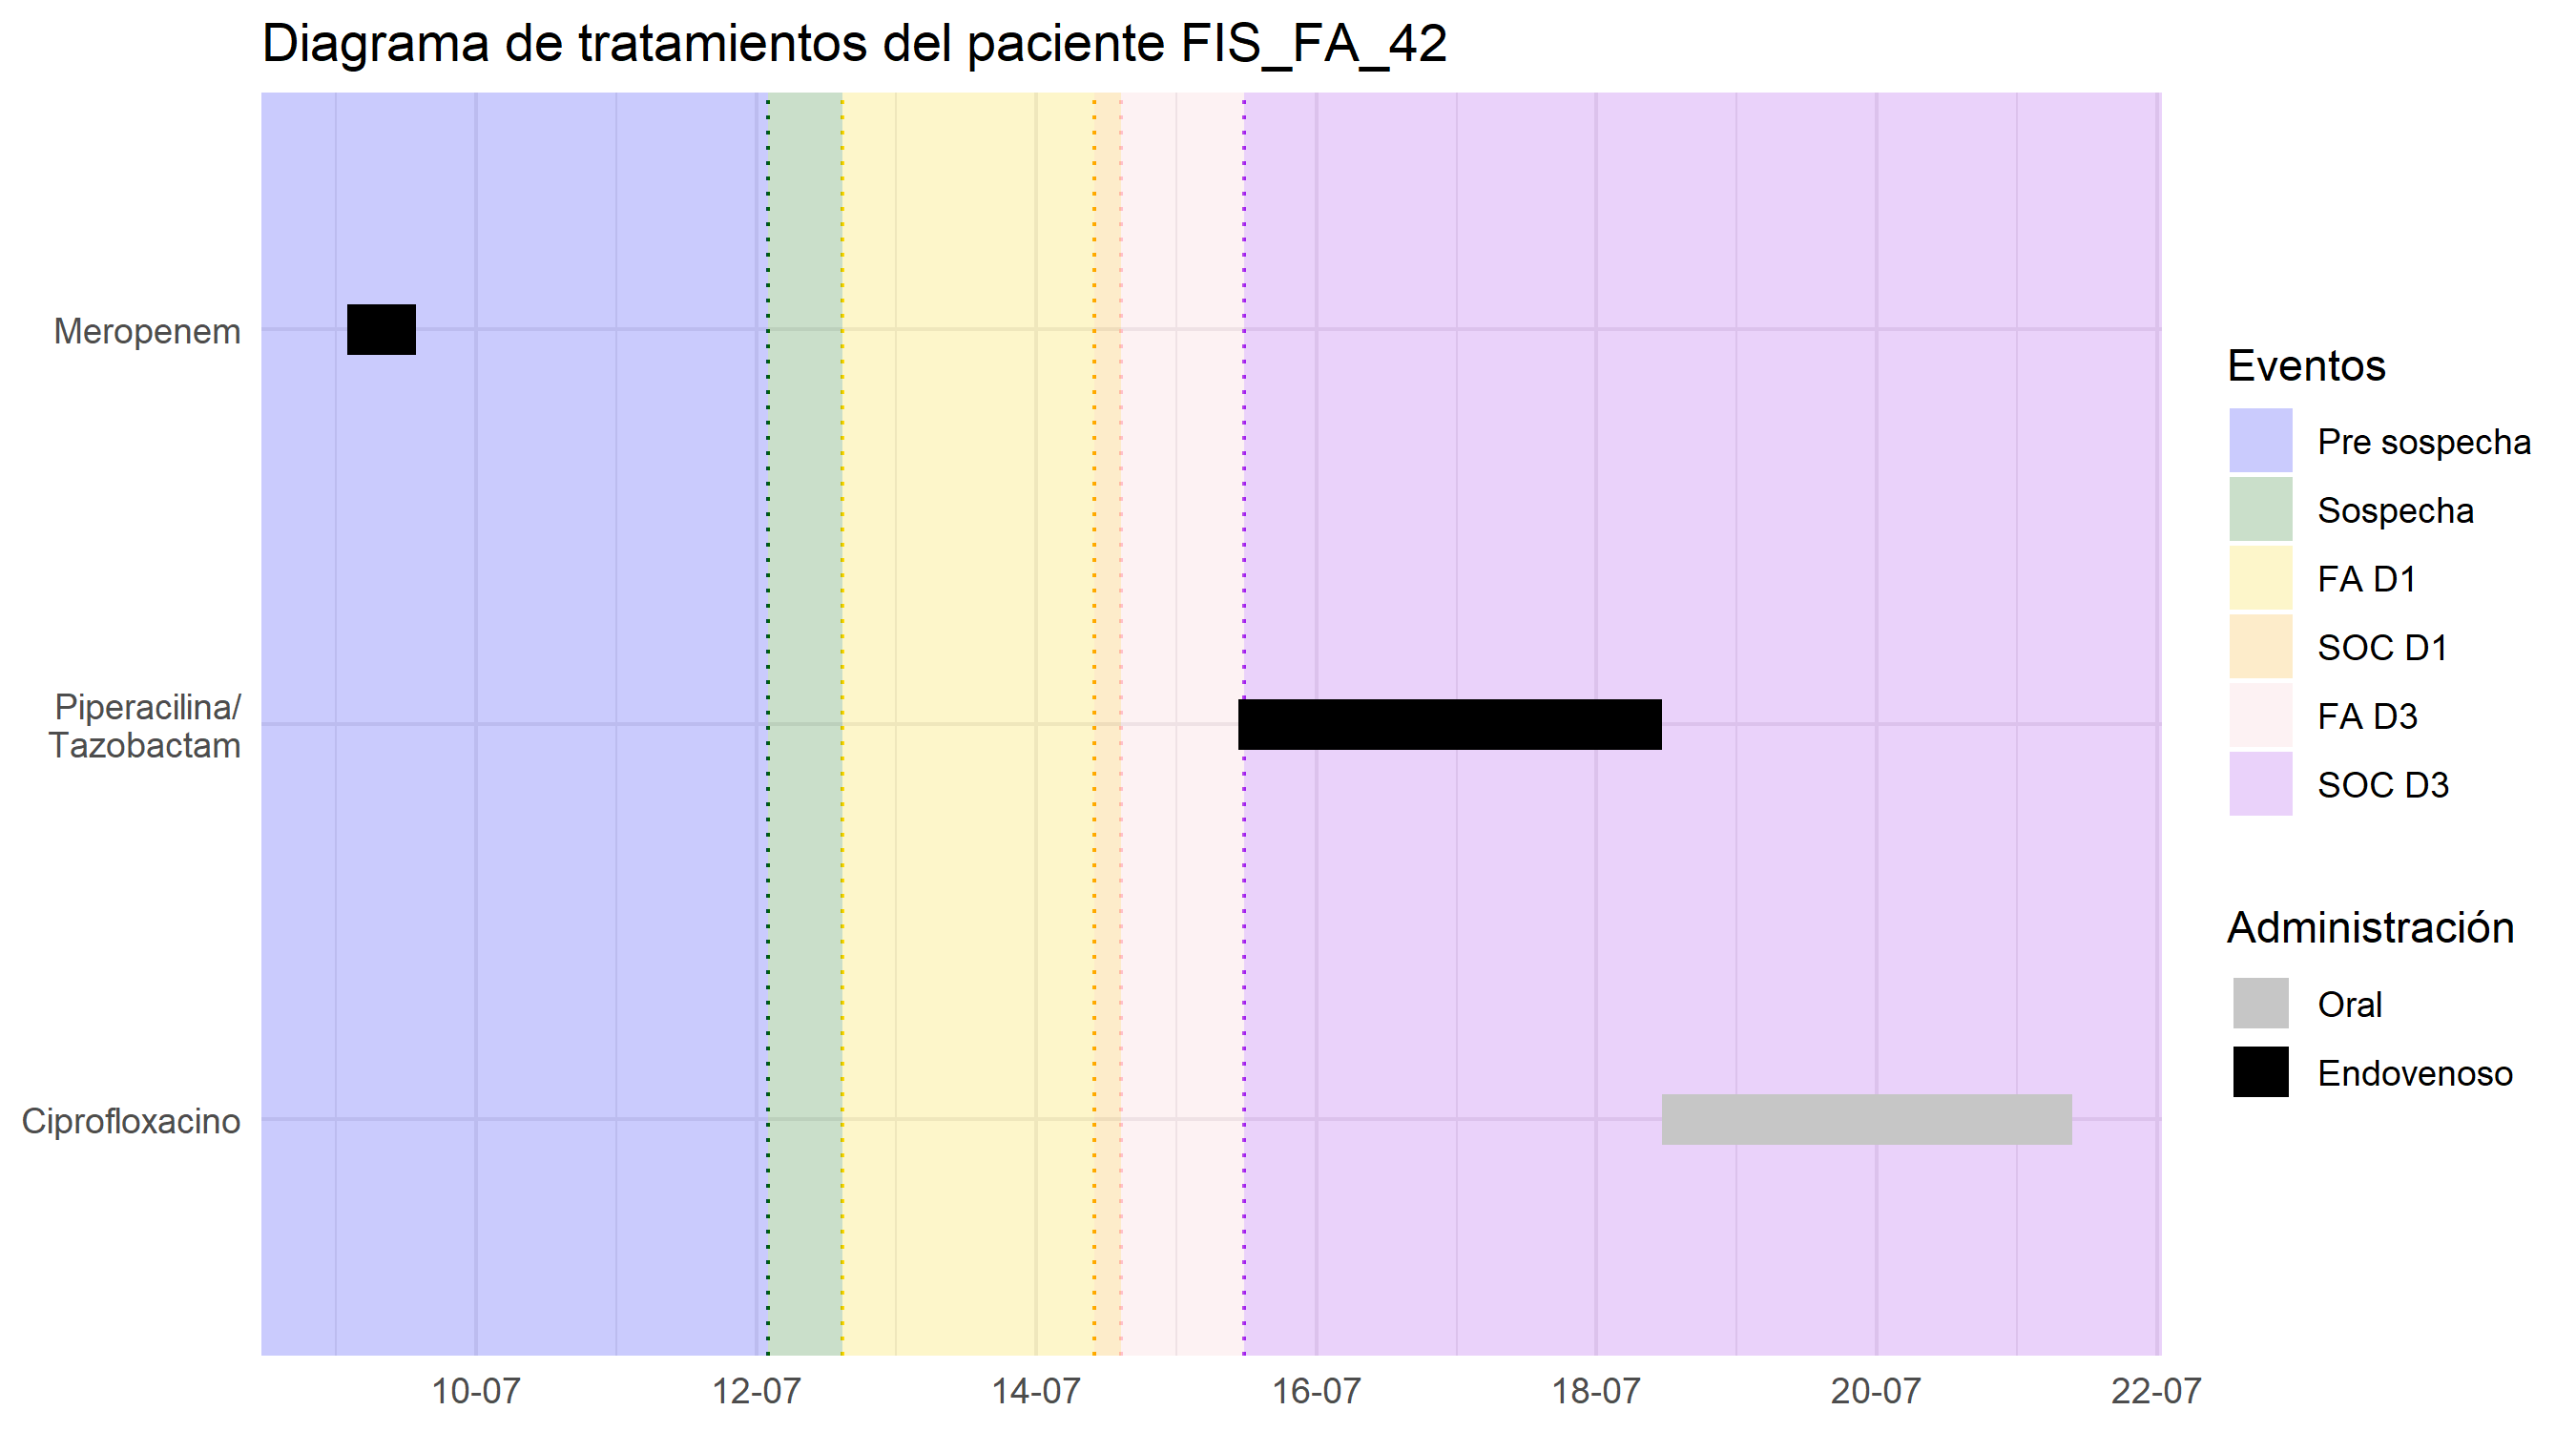 Diagrama de tratamientos del paciente FIS_FA_42
Meropenem
Piperacilina/
Tazobactam
Ciprofloxacino
10-07
12-07
14-07
16-07
18-07
20-07
22-07
Eventos
Pre sospecha
Sospecha
FA D1
SOC D1
FA D3
SOC D3
Administración
Oral
Endovenoso